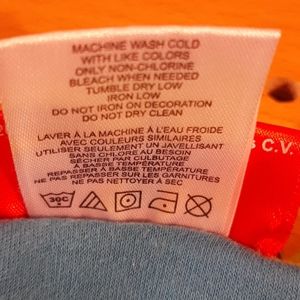 MACHINE WASH COLD
WITH LIKE COLORS
ONLY NON-CHLORINE
BLEACH WHEN NEEDED
TUMBLE DRY LOW
IRON LOW
DO NOT IRON ON DECORATION
DO NOT DRY CLEAN
LAVER À LA MACHINE À L'EAU FROIDE
AVEC COULEURS SIMILAIRES
UTILISER SEULEMENT UN JAVELLISANT
SANS CHLORE AU BESOIN
SÉCHER PAR CULBUTAGE
À BASSE TEMPÉRATURE
REPASSER À BASSE TEMPÉRATURE
NE PAS REPASSER SUR LES GARNITURES
NE PAS NETTOYER À SEC
C.V.
30C